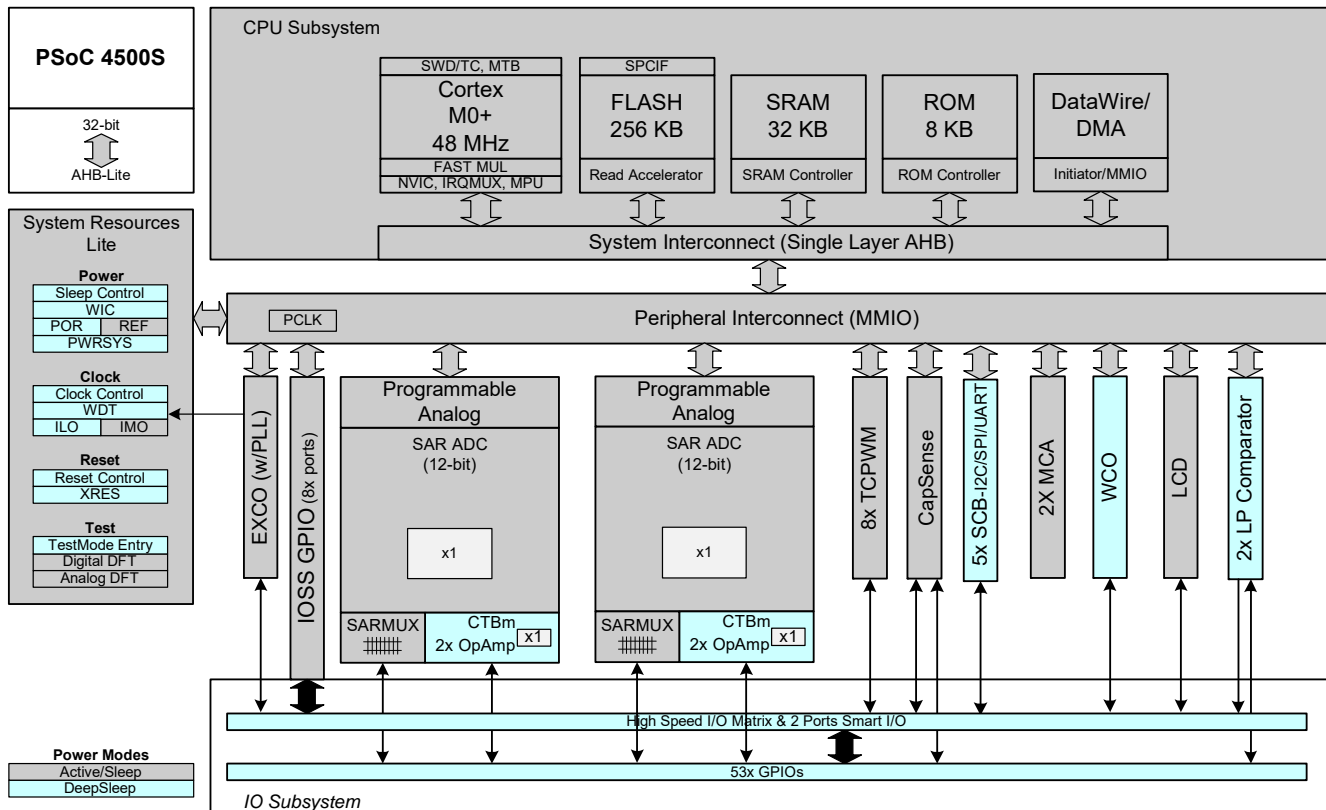 PSoC 4500S
32-bit
AHB-Lite
CPU Subsystem
SWD/TC, MTB
Cortex
M0+
48 MHz
FAST MUL
NVIC, IRQMUX, MPU
SPCIF
FLASH
256 KB
Read Accelerator
SRAM
32 KB
SRAM Controller
ROM
8 KB
ROM Controller
DataWire/
DMA
Initiator/MMIO
System Interconnect (Single Layer AHB)
System Resources
Lite
Power
Sleep Control
WIC
POR REF
PWRSYS
Clock
Clock Control
WDT
ILO IMO
Reset
Reset Control
XRES
Test
TestMode Entry
Digital DFT
Analog DFT
PCLK
Peripheral Interconnect (MMIO)
EXCO (w/PLL)
IOSS GPIO (8x ports)
Programmable
Analog
SAR ADC
(12-bit)
x1
SARMUX
CTBm
2x OpAmp x1
Programmable
Analog
SAR ADC
(12-bit)
x1
SARMUX
CTBm
2x OpAmp x1
8x TCPWM
CapSense
5x SCB-I2C/SPI/UART
2X MCA
WCO
LCD
2x LP Comparator
High Speed I/O Matrix & 2 Ports Smart I/O
53x GPIOs
IO Subsystem
Power Modes
Active/Sleep
DeepSleep